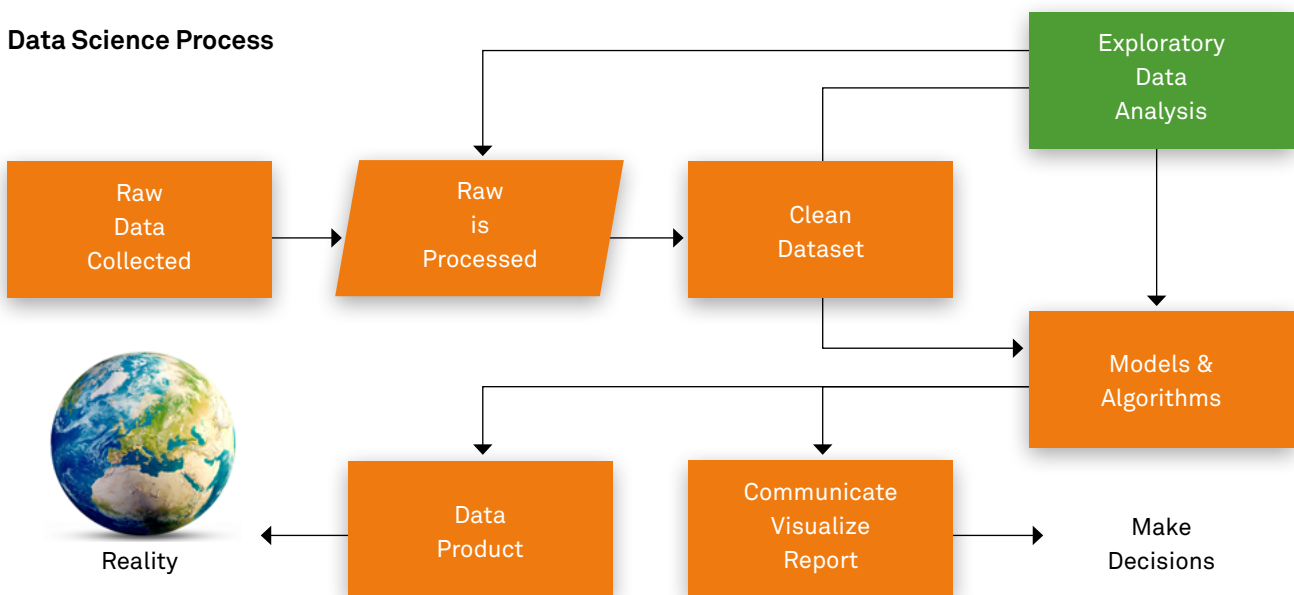 Data Science Process
Exploratory
Data
Analysis
Raw
Data
Collected
Raw
is
Processed
Clean
Dataset
Models &
Algorithms
Reality
Data
Product
Communicate
Visualize
Report
Make
Decisions